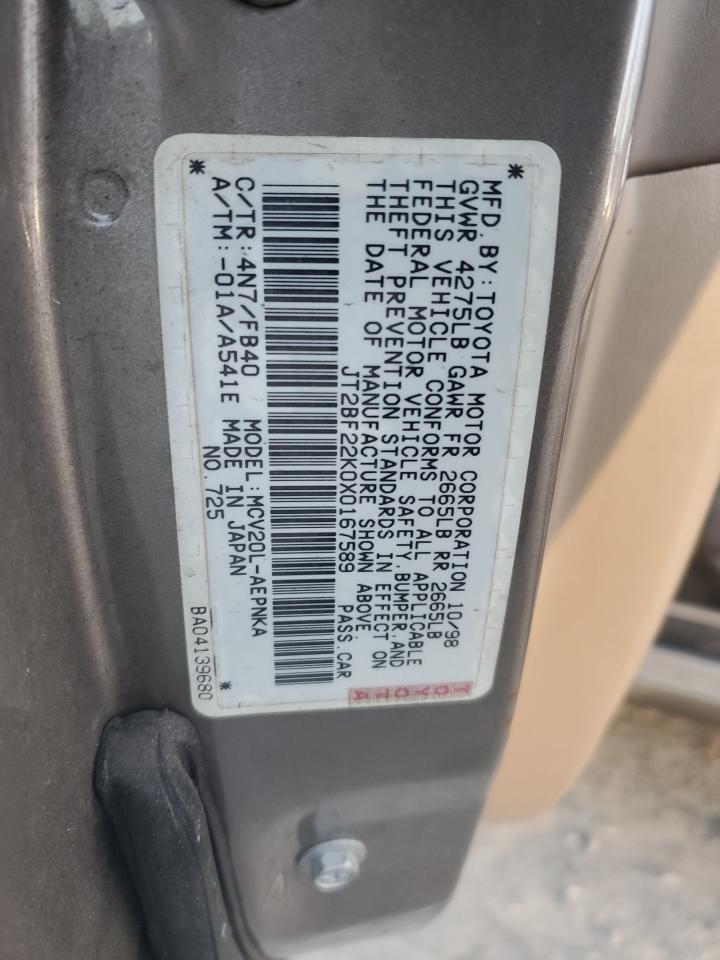 MFD. BY: TOYOTA MOTOR CORPORATION 10/98
GVWR 4275LB GAWR FR 2665LB RR 2665LB
THIS VEHICLE CONFORMS TO ALL APPLICABLE
FEDERAL MOTOR VEHICLE SAFETY, BUMPER, AND
THEFT PREVENTION STANDARDS IN EFFECT ON
THE DATE OF MANUFACTURE SHOWN ABOVE.
JT2BF22K0X0167589 PASS. CAR
C/TR: 4N7/FB40 MODEL: MCV20L-AEPNKA
A/TM: -01A/A541E MADE IN JAPAN
NO. 725
BA04139680
TOYOTA